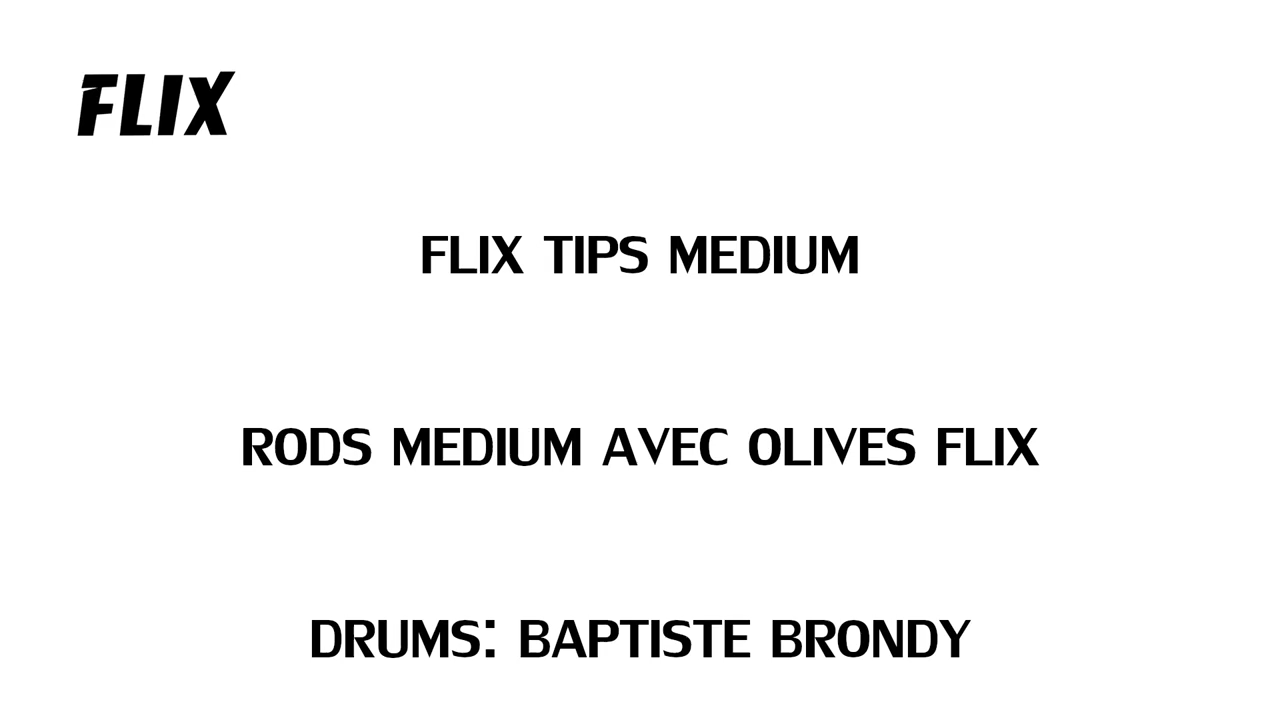 FLIX
FLIX TIPS MEDIUM
RODS MEDIUM AVEC OLIVES FLIX
DRUMS: BAPTISTE BRONDY